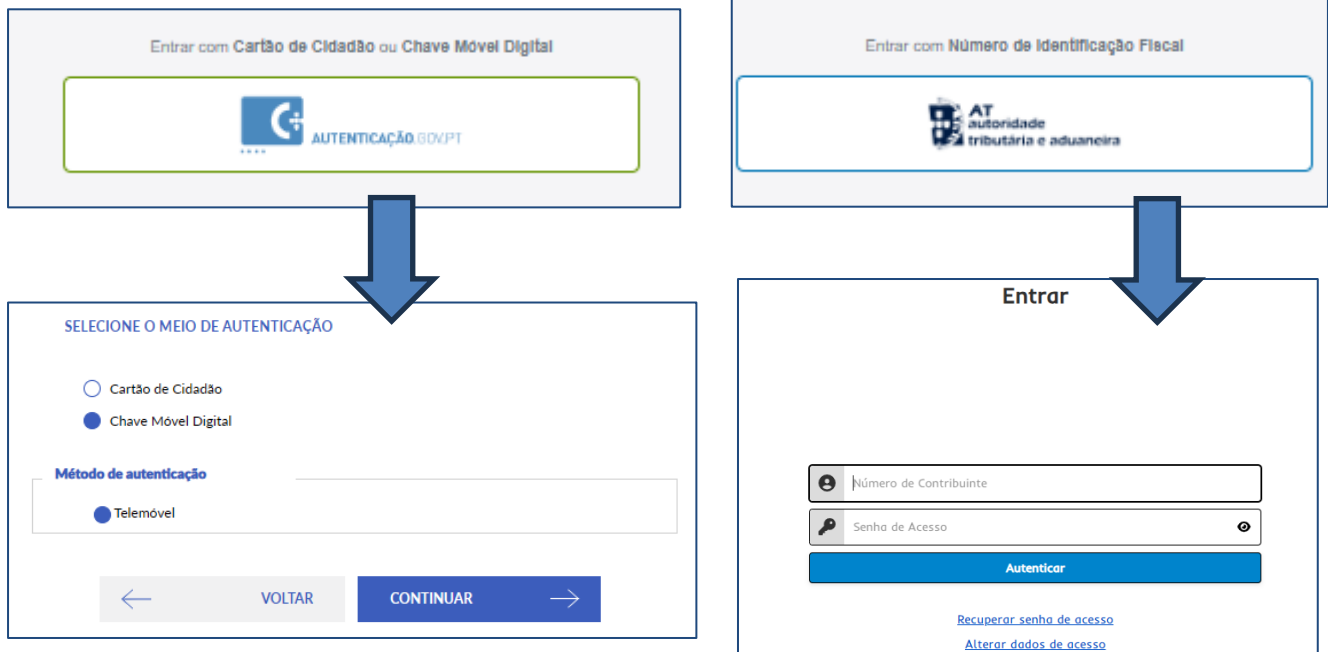 Entrar com Cartão de Cidadão ou Chave Móvel Digital
AUTENTICAÇÃO.GOV.PT
SELECIONE O MEIO DE AUTENTICAÇÃO
Cartão de Cidadão
Chave Móvel Digital
Método de autenticação
Telemóvel
VOLTAR
CONTINUAR
Entrar com Número de Identificação Fiscal
AT
autoridade
tributária e aduaneira
Entrar
Número de Contribuinte
Senha de Acesso
Autenticar
Recuperar senha de acesso
Alterar dados de acesso